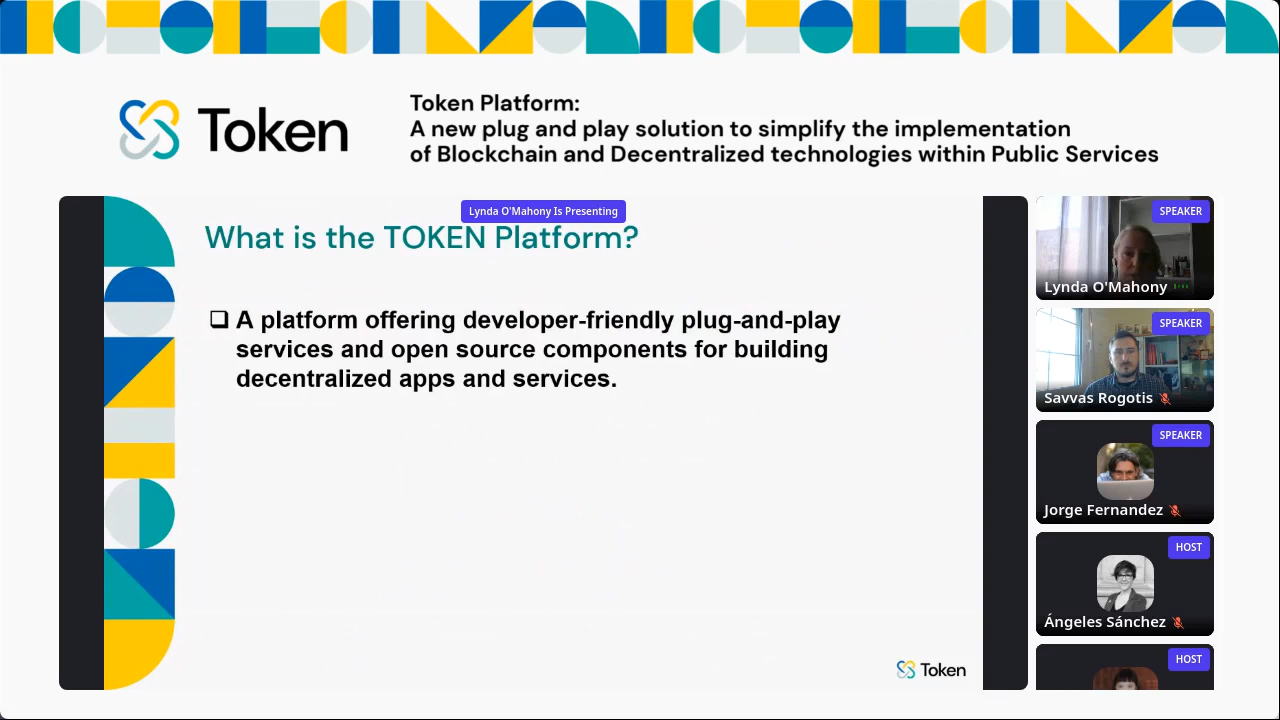 Token
Token Platform:
A new plug and play solution to simplify the implementation
of Blockchain and Decentralized technologies within Public Services
Lynda O'Mahony Is Presenting
What is the TOKEN Platform?
❑ A platform offering developer-friendly plug-and-play
services and open source components for building
decentralized apps and services.
Token
SPEAKER
Lynda O'Mahony
SPEAKER
Savvas Rogotis
SPEAKER
Jorge Fernandez
HOST
Ángeles Sánchez
HOST